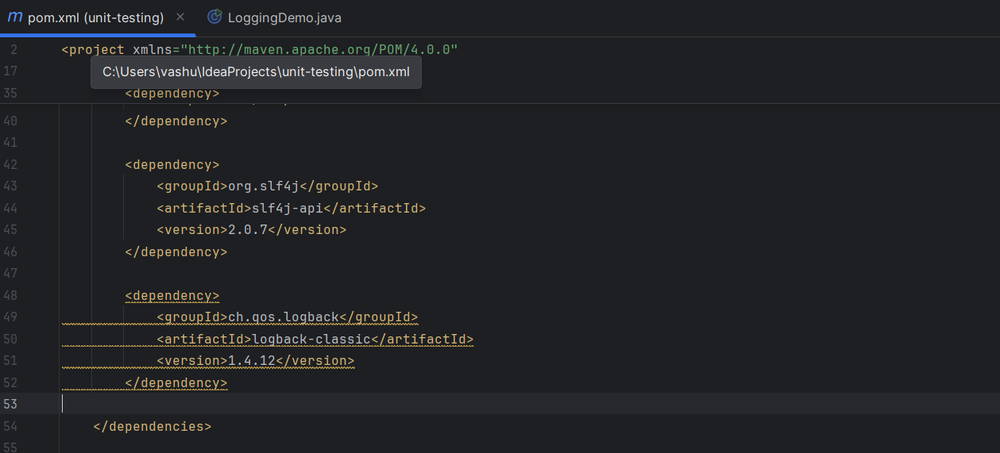 m pom.xml (unit-testing) × LoggingDemo.java
2 <project xmlns="http://maven.apache.org/POM/4.0.0"
17 C:\Users\vashu\IdeaProjects\unit-testing\pom.xml
35 <dependency>
40 </dependency>
41
42 <dependency>
43 <groupId>org.slf4j</groupId>
44 <artifactId>slf4j-api</artifactId>
45 <version>2.0.7</version>
46 </dependency>
47
48 <dependency>
49 <groupId>ch.qos.logback</groupId>
50 <artifactId>logback-classic</artifactId>
51 <version>1.4.12</version>
52 </dependency>
53
54 </dependencies>
55